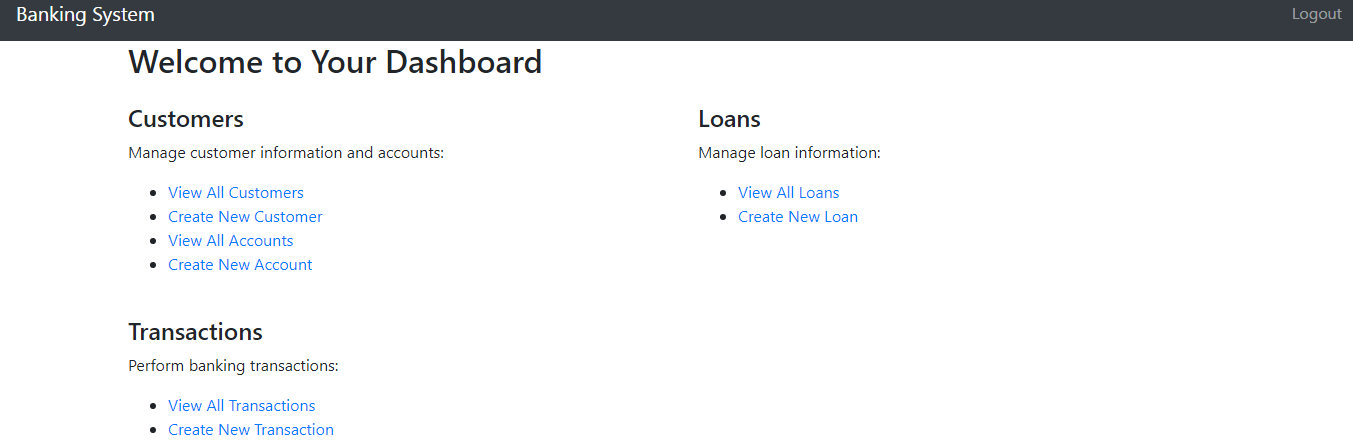 Banking System
Logout
Welcome to Your Dashboard
Customers
Manage customer information and accounts:
View All Customers
Create New Customer
View All Accounts
Create New Account
Loans
Manage loan information:
View All Loans
Create New Loan
Transactions
Perform banking transactions:
View All Transactions
Create New Transaction